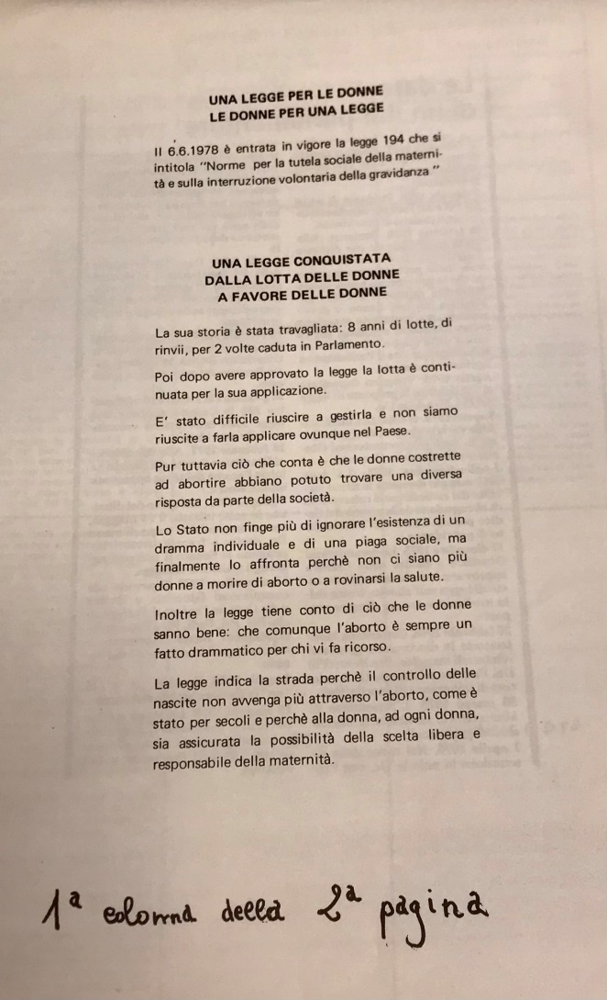 UNA LEGGE PER LE DONNE
LE DONNE PER UNA LEGGE
Il 6.6.1978 è entrata in vigore la legge 194 che si
intitola "Norme per la tutela sociale della materni-
tà e sulla interruzione volontaria della gravidanza"
UNA LEGGE CONQUISTATA
DALLA LOTTA DELLE DONNE
A FAVORE DELLE DONNE
La sua storia è stata travagliata: 8 anni di lotte, di
rinvii, per 2 volte caduta in Parlamento.
Poi dopo avere approvato la legge la lotta è conti-
nuata per la sua applicazione.
E' stato difficile riuscire a gestirla e non siamo
riuscite a farla applicare ovunque nel Paese.
Pur tuttavia ciò che conta è che le donne costrette
ad abortire abbiano potuto trovare una diversa
risposta da parte della società.
Lo Stato non finge più di ignorare l'esistenza di un
dramma individuale e di una piaga sociale, ma
finalmente lo affronta perchè non ci siano più
donne a morire di aborto o a rovinarsi la salute.
Inoltre la legge tiene conto di ciò che le donne
sanno bene: che comunque l'aborto è sempre un
fatto drammatico per chi vi fa ricorso.
La legge indica la strada perchè il controllo delle
nascite non avvenga più attraverso l'aborto, come è
stato per secoli e perchè alla donna, ad ogni donna,
sia assicurata la possibilità della scelta libera e
responsabile della maternità.
1ª colonna della 2ª pagina